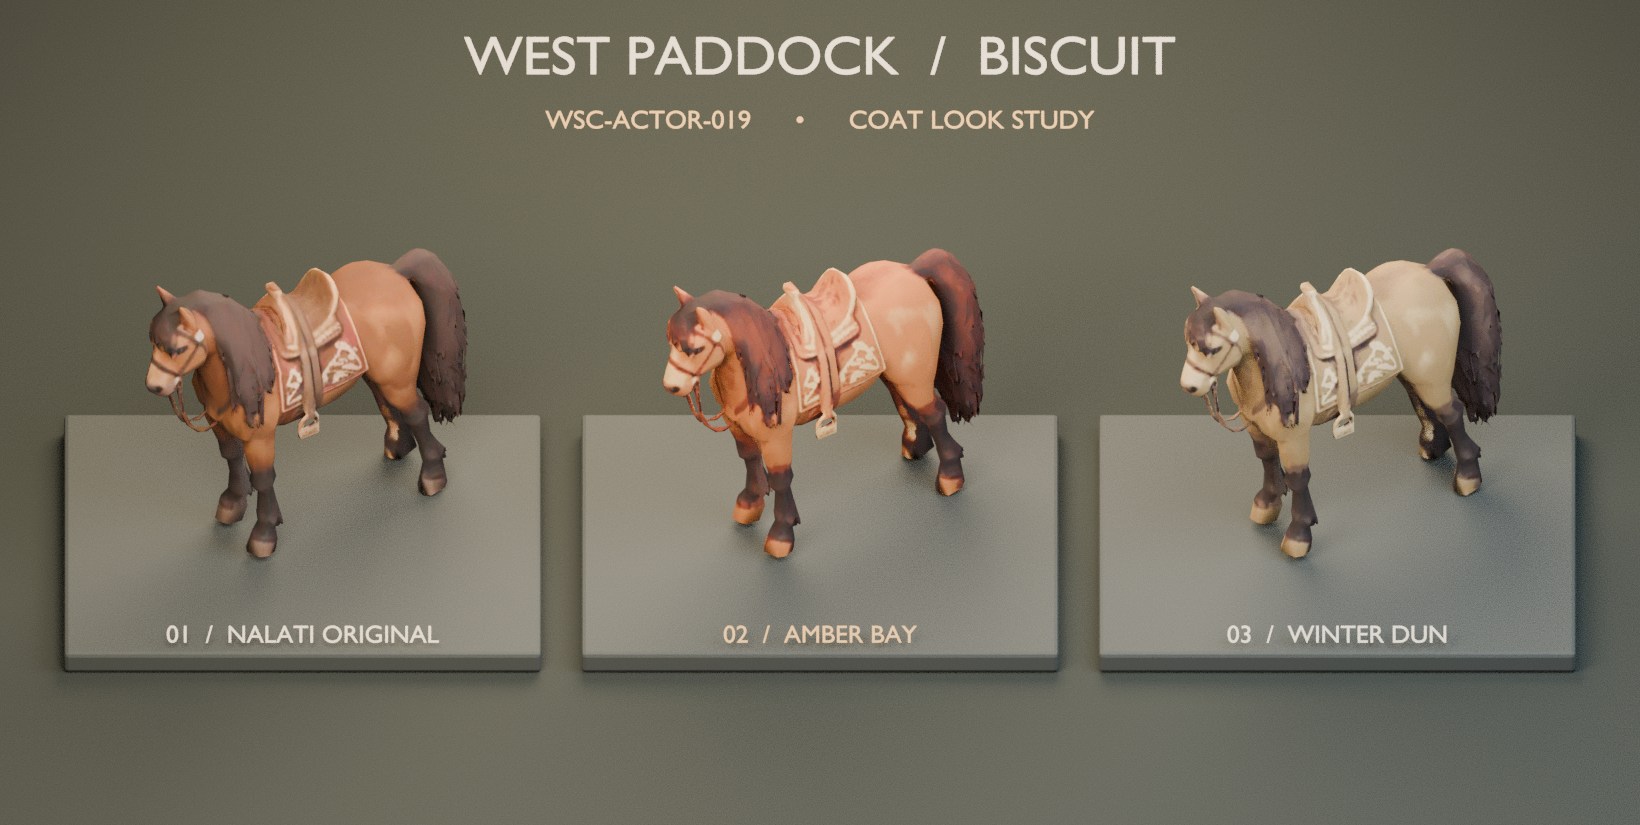 WEST PADDOCK / BISCUIT
WSC-ACTOR-019 • COAT LOOK STUDY
01 / NALATI ORIGINAL
02 / AMBER BAY
03 / WINTER DUN